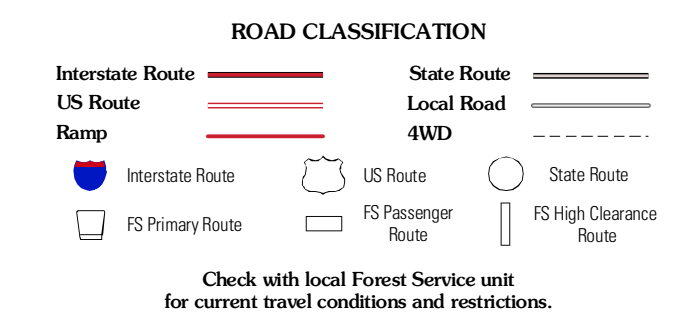 ROAD CLASSIFICATION
Interstate Route
State Route
US Route
Local Road
Ramp
4WD
Interstate Route
US Route
State Route
FS Primary Route
FS Passenger
Route
FS High Clearance
Route
Check with local Forest Service unit
for current travel conditions and restrictions.